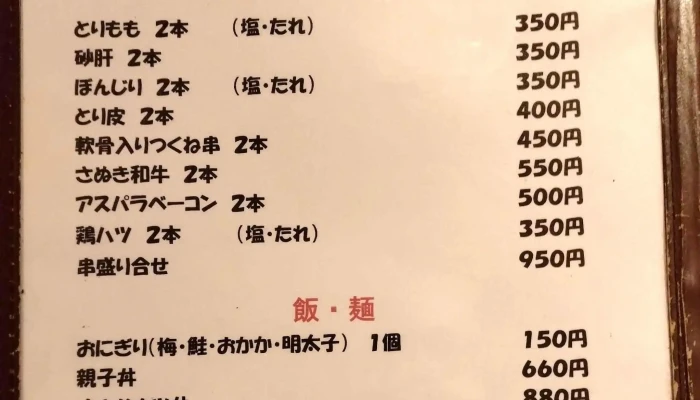 とりもも 2本 (塩・たれ) 350円
砂肝 2本 350円
ぼんじり 2本 (塩・たれ) 350円
とり皮 2本 400円
軟骨入りつくね串 2本 450円
さぬき和牛 2本 550円
アスパラベーコン 2本 500円
鶏ハツ 2本 (塩・たれ) 350円
串盛り合せ 950円
飯・麺
おにぎり(梅・鮭・おかか・明太子) 1個 150円
親子丼 660円
880円